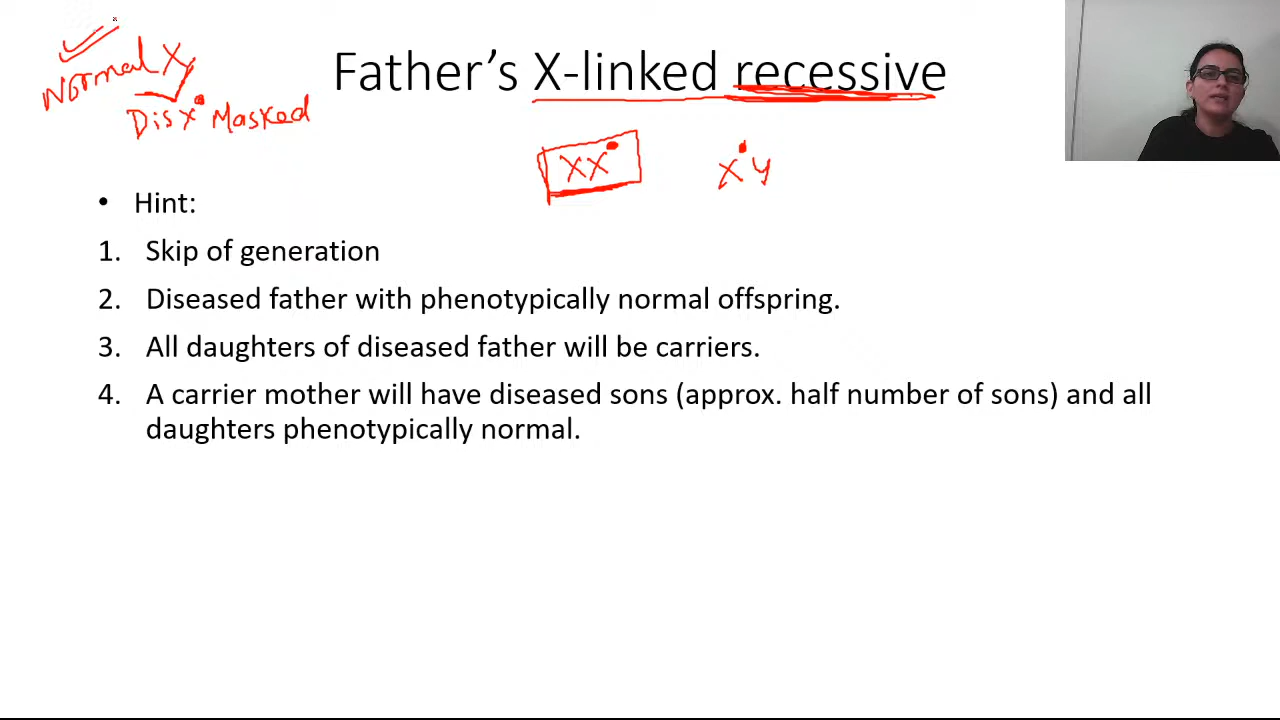 Normal X
Dis X Masked
Father’s X-linked recessive
XX
XY
• Hint:
1. Skip of generation
2. Diseased father with phenotypically normal offspring.
3. All daughters of diseased father will be carriers.
4. A carrier mother will have diseased sons (approx. half number of sons) and all
daughters phenotypically normal.